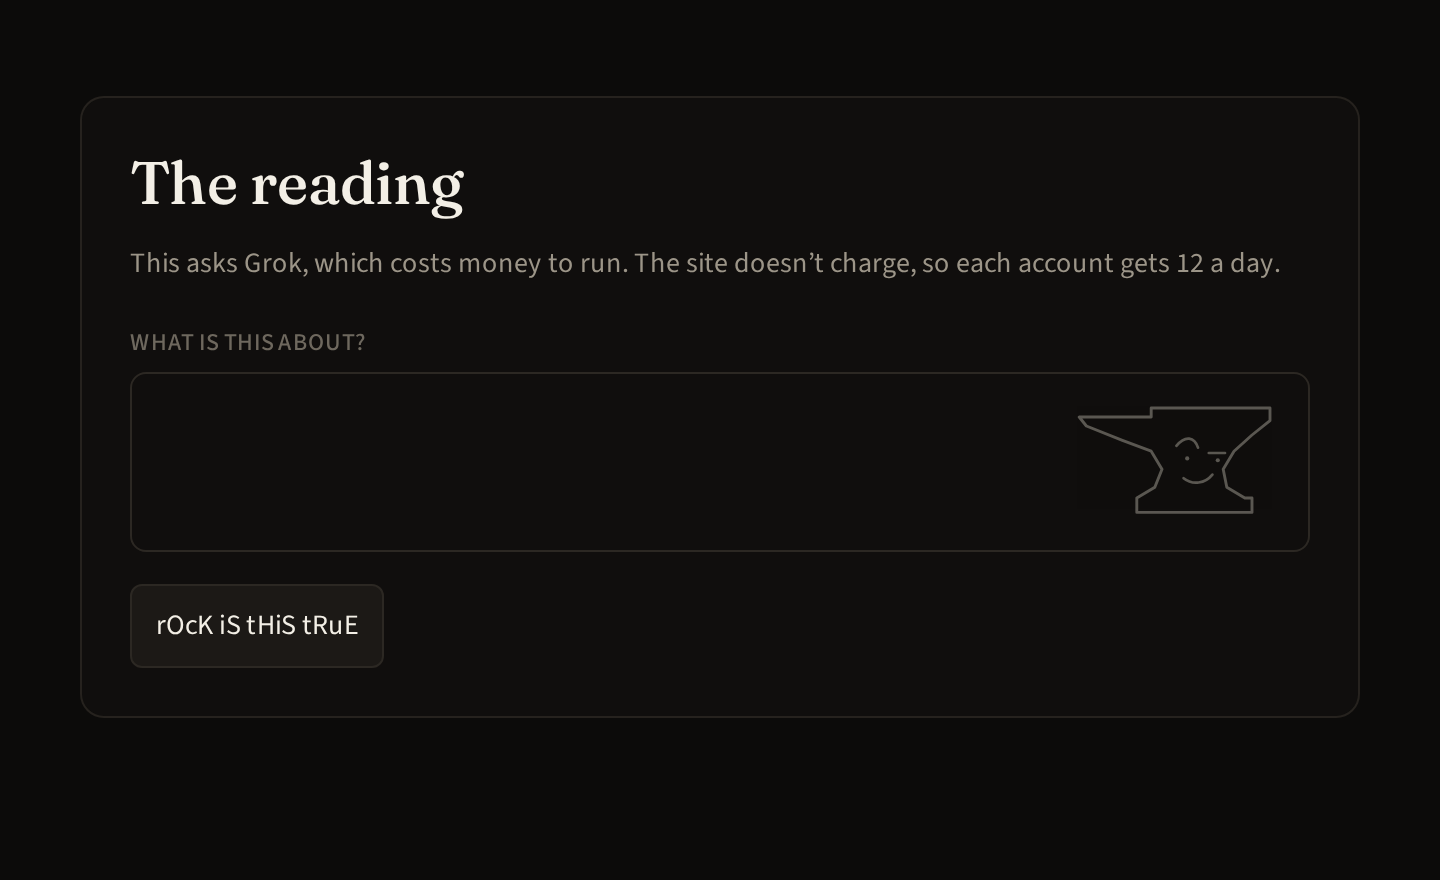 The reading
This asks Grok, which costs money to run. The site doesn’t charge, so each account gets 12 a day.
WHAT IS THIS ABOUT?
rOcK iS tHiS tRuE